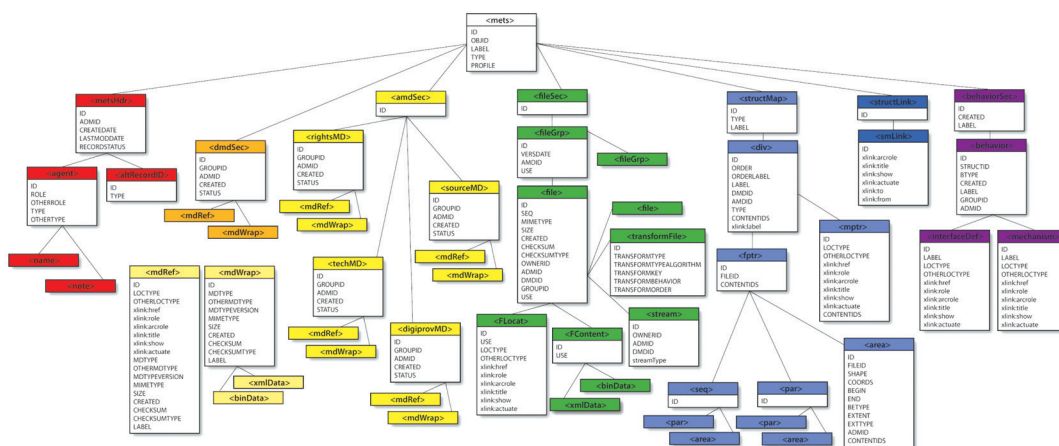 <mets>
ID
OBJID
LABEL
TYPE
PROFILE
<metsHdr>
ID
ADMID
CREATEDATE
LASTMODDATE
RECORDSTATUS
<agent>
ID
ROLE
OTHERROLE
TYPE
OTHERTYPE
<altRecordID>
ID
TYPE
<name>
<note>
<dmdSec>
ID
GROUPID
ADMID
CREATED
STATUS
<mdRef>
<mdWrap>
<mdRef>
ID
LOCTYPE
OTHERLOCTYPE
xlink:href
xlink:role
xlink:arcrole
xlink:title
xlink:show
xlink:actuate
MDTYPE
OTHERMDTYPE
MDTYPEVERSION
MIMETYPE
SIZE
CREATED
CHECKSUM
CHECKSUMTYPE
LABEL
<mdWrap>
ID
MDTYPE
OTHERMDTYPE
MDTYPEVERSION
MIMETYPE
SIZE
CREATED
CHECKSUM
CHECKSUMTYPE
LABEL
<xmlData>
<binData>
<amdSec>
ID
<rightsMD>
ID
GROUPID
ADMID
CREATED
STATUS
<mdRef>
<mdWrap>
<sourceMD>
ID
GROUPID
ADMID
CREATED
STATUS
<mdRef>
<mdWrap>
<techMD>
ID
GROUPID
ADMID
CREATED
STATUS
<mdRef>
<mdWrap>
<digiprovMD>
ID
GROUPID
ADMID
CREATED
STATUS
<mdRef>
<mdWrap>
<fileSec>
ID
<fileGrp>
ID
VERSDATE
AMDID
USE
<fileGrp>
<file>
ID
SEQ
MIMETYPE
SIZE
CREATED
CHECKSUM
CHECKSUMTYPE
OWNERID
ADMID
DMDID
GROUPID
USE
<file>
<transformFile>
ID
TRANSFORMTYPE
TRANSFORMTYPEALGORITHM
TRANSFORMKEY
TRANSFORMBEHAVIOR
TRANSFORMORDER
<stream>
ID
OWNERID
ADMID
DMDID
streamType
<FLocat>
ID
USE
LOCTYPE
OTHERLOCTYPE
xlink:href
xlink:role
xlink:arcrole
xlink:title
xlink:show
xlink:actuate
<FContent>
ID
USE
<binData>
<xmlData>
<structMap>
ID
TYPE
LABEL
<div>
ID
ORDER
ORDERLABEL
LABEL
DMDID
AMDID
TYPE
CONTENTIDS
xlink:label
<fptr>
ID
FILEID
CONTENTIDS
<mptr>
ID
LOCTYPE
OTHERLOCTYPE
xlink:href
xlink:role
xlink:arcrole
xlink:title
xlink:show
xlink:actuate
CONTENTIDS
<seq>
ID
<par>
<area>
<par>
ID
<par>
<area>
<area>
ID
FILEID
SHAPE
COORDS
BEGIN
END
BETYPE
EXTENT
EXTTYPE
ADMID
CONTENTIDS
<structLink>
ID
<smLink>
ID
xlink:arcrole
xlink:title
xlink:show
xlink:actuate
xlink:to
xlink:from
<behaviorSec>
ID
CREATED
LABEL
<behavior>
ID
STRUCTID
BTYPE
CREATED
LABEL
GROUPID
ADMID
<interfaceDef>
ID
LABEL
LOCTYPE
OTHERLOCTYPE
xlink:href
xlink:role
xlink:arcrole
xlink:title
xlink:show
xlink:actuate
<mechanism>
ID
LABEL
LOCTYPE
OTHERLOCTYPE
xlink:href
xlink:role
xlink:arcrole
xlink:title
xlink:show
xlink:actuate